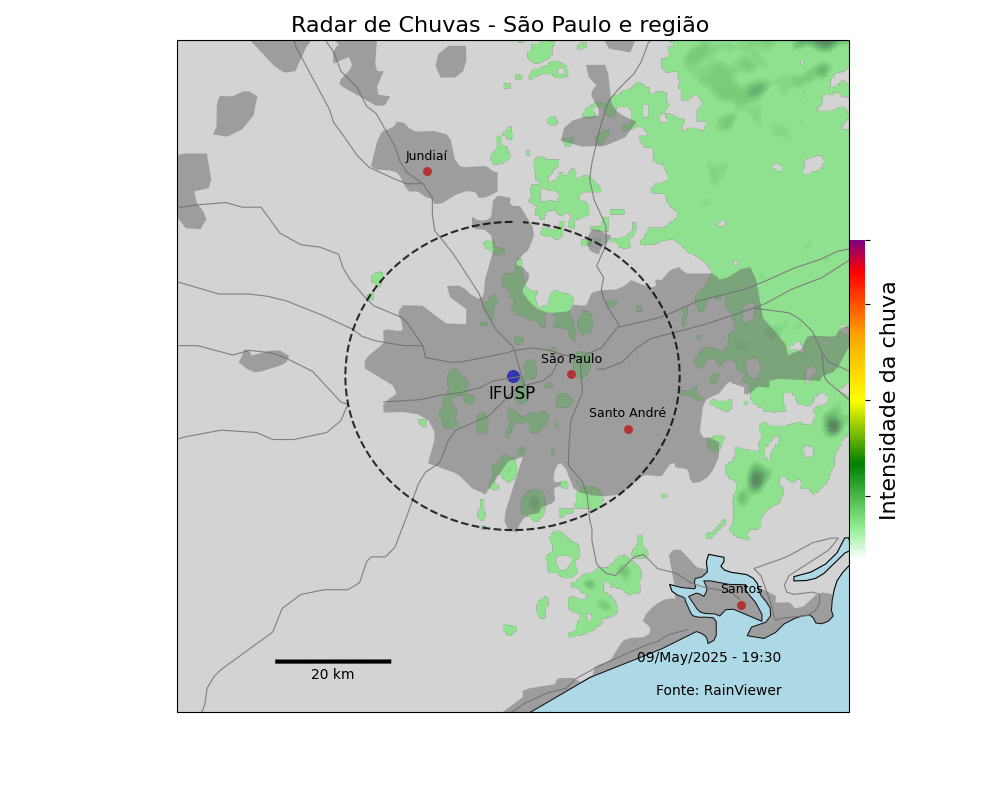 Radar de Chuvas - São Paulo e região
Jundiaí
São Paulo
IFUSP
Santo André
Intensidade da chuva
Santos
09/May/2025 - 19:30
20 km
Fonte: RainViewer